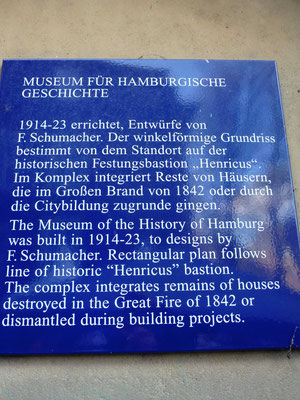 MUSEUM FÜR HAMBURGISCHE
GESCHICHTE
1914-23 errichtet, Entwürfe von
F. Schumacher. Der winkelförmige Grundriss
bestimmt von dem Standort auf der
historischen Festungsbastion „Henricus“.
Im Komplex integriert Reste von Häusern,
die im Großen Brand von 1842 oder durch
die Citybildung zugrunde gingen.
The Museum of the History of Hamburg
was built in 1914-23, to designs by
F. Schumacher. Rectangular plan follows
line of historic “Henricus” bastion.
The complex integrates remains of houses
destroyed in the Great Fire of 1842 or
dismantled during building projects.